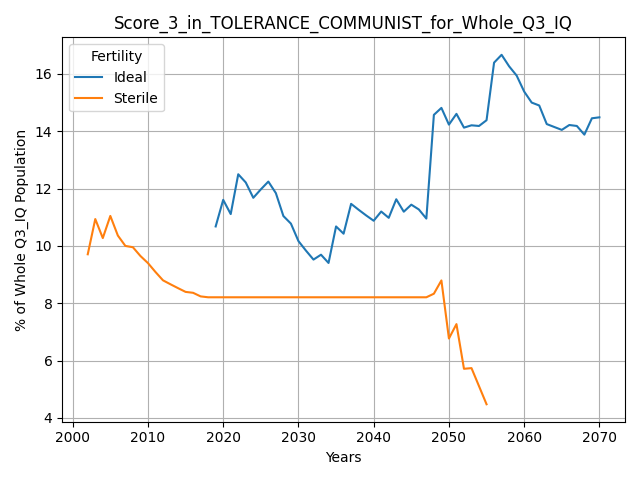 Score_3_in_TOLERANCE_COMMUNIST_for_Whole_Q3_IQ
Fertility
Ideal
Sterile
% of Whole Q3_IQ Population
16
14
12
10
8
6
4
2000 2010 2020 2030 2040 2050 2060 2070
Years